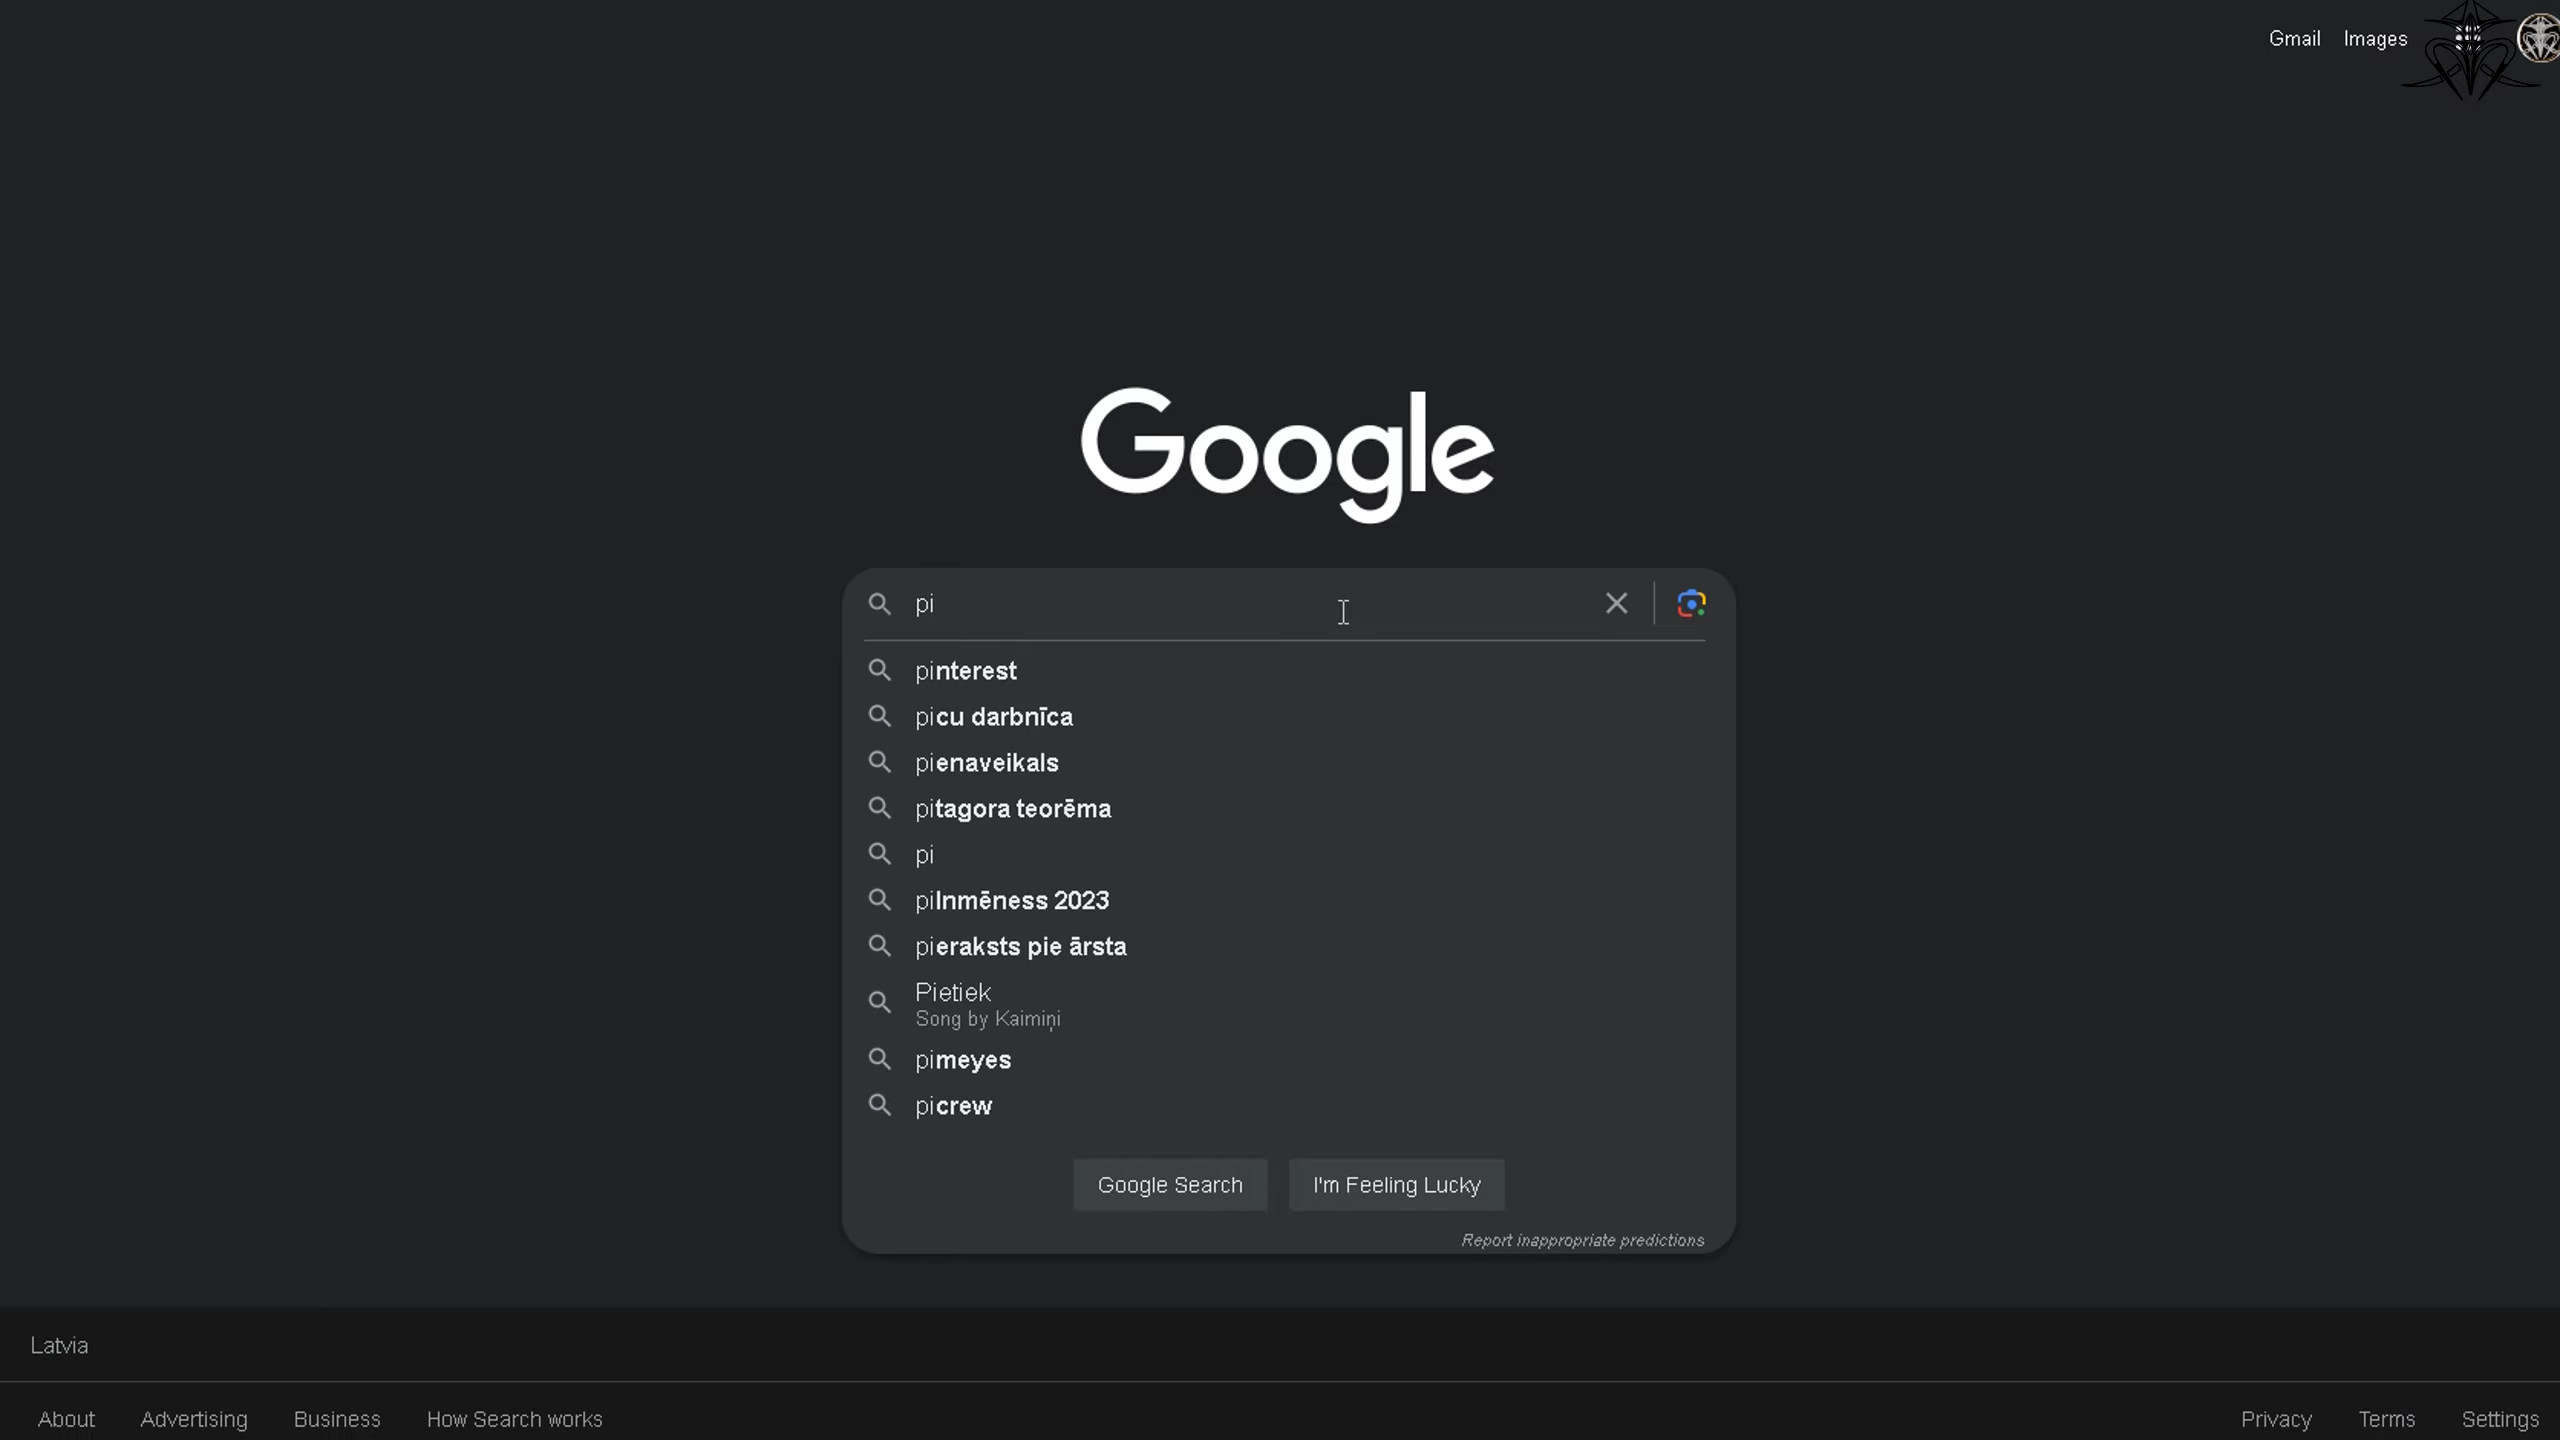 Gmail Images
Google
pi
pinterest
picu darbnīca
pienaveikals
pitagora teorēma
pi
pilnmēness 2023
pieraksts pie ārsta
Pietiek
Song by Kaimiņi
pimeyes
picrew
Google Search I'm Feeling Lucky
Report inappropriate predictions
Latvia
About Advertising Business How Search works Privacy Terms Settings